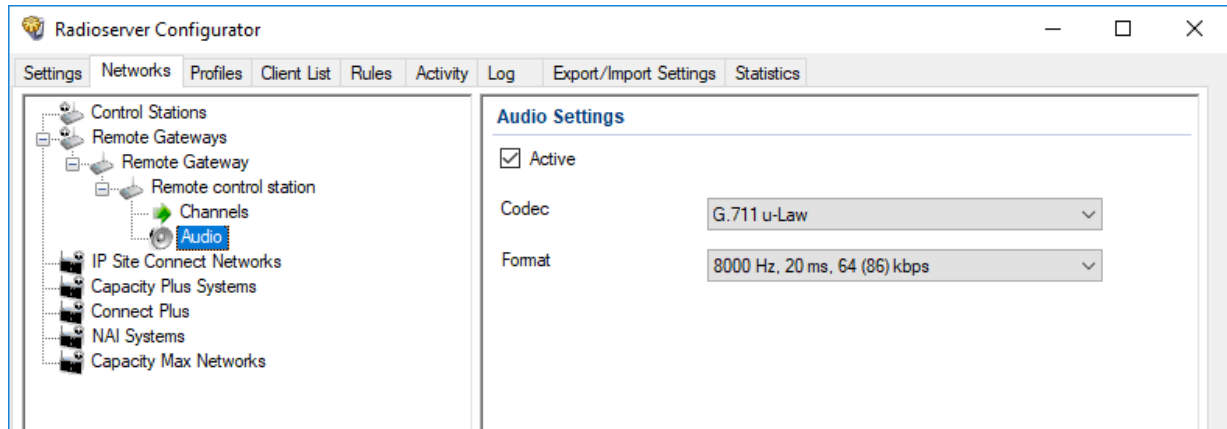 Radioserver Configurator
Settings Networks Profiles Client List Rules Activity Log Export/Import Settings Statistics
Control Stations
Remote Gateways
Remote Gateway
Remote control station
Channels
Audio
IP Site Connect Networks
Capacity Plus Systems
Connect Plus
NAI Systems
Capacity Max Networks
Audio Settings
Active
Codec G.711 u-Law
Format 8000 Hz, 20 ms, 64 (86) kbps